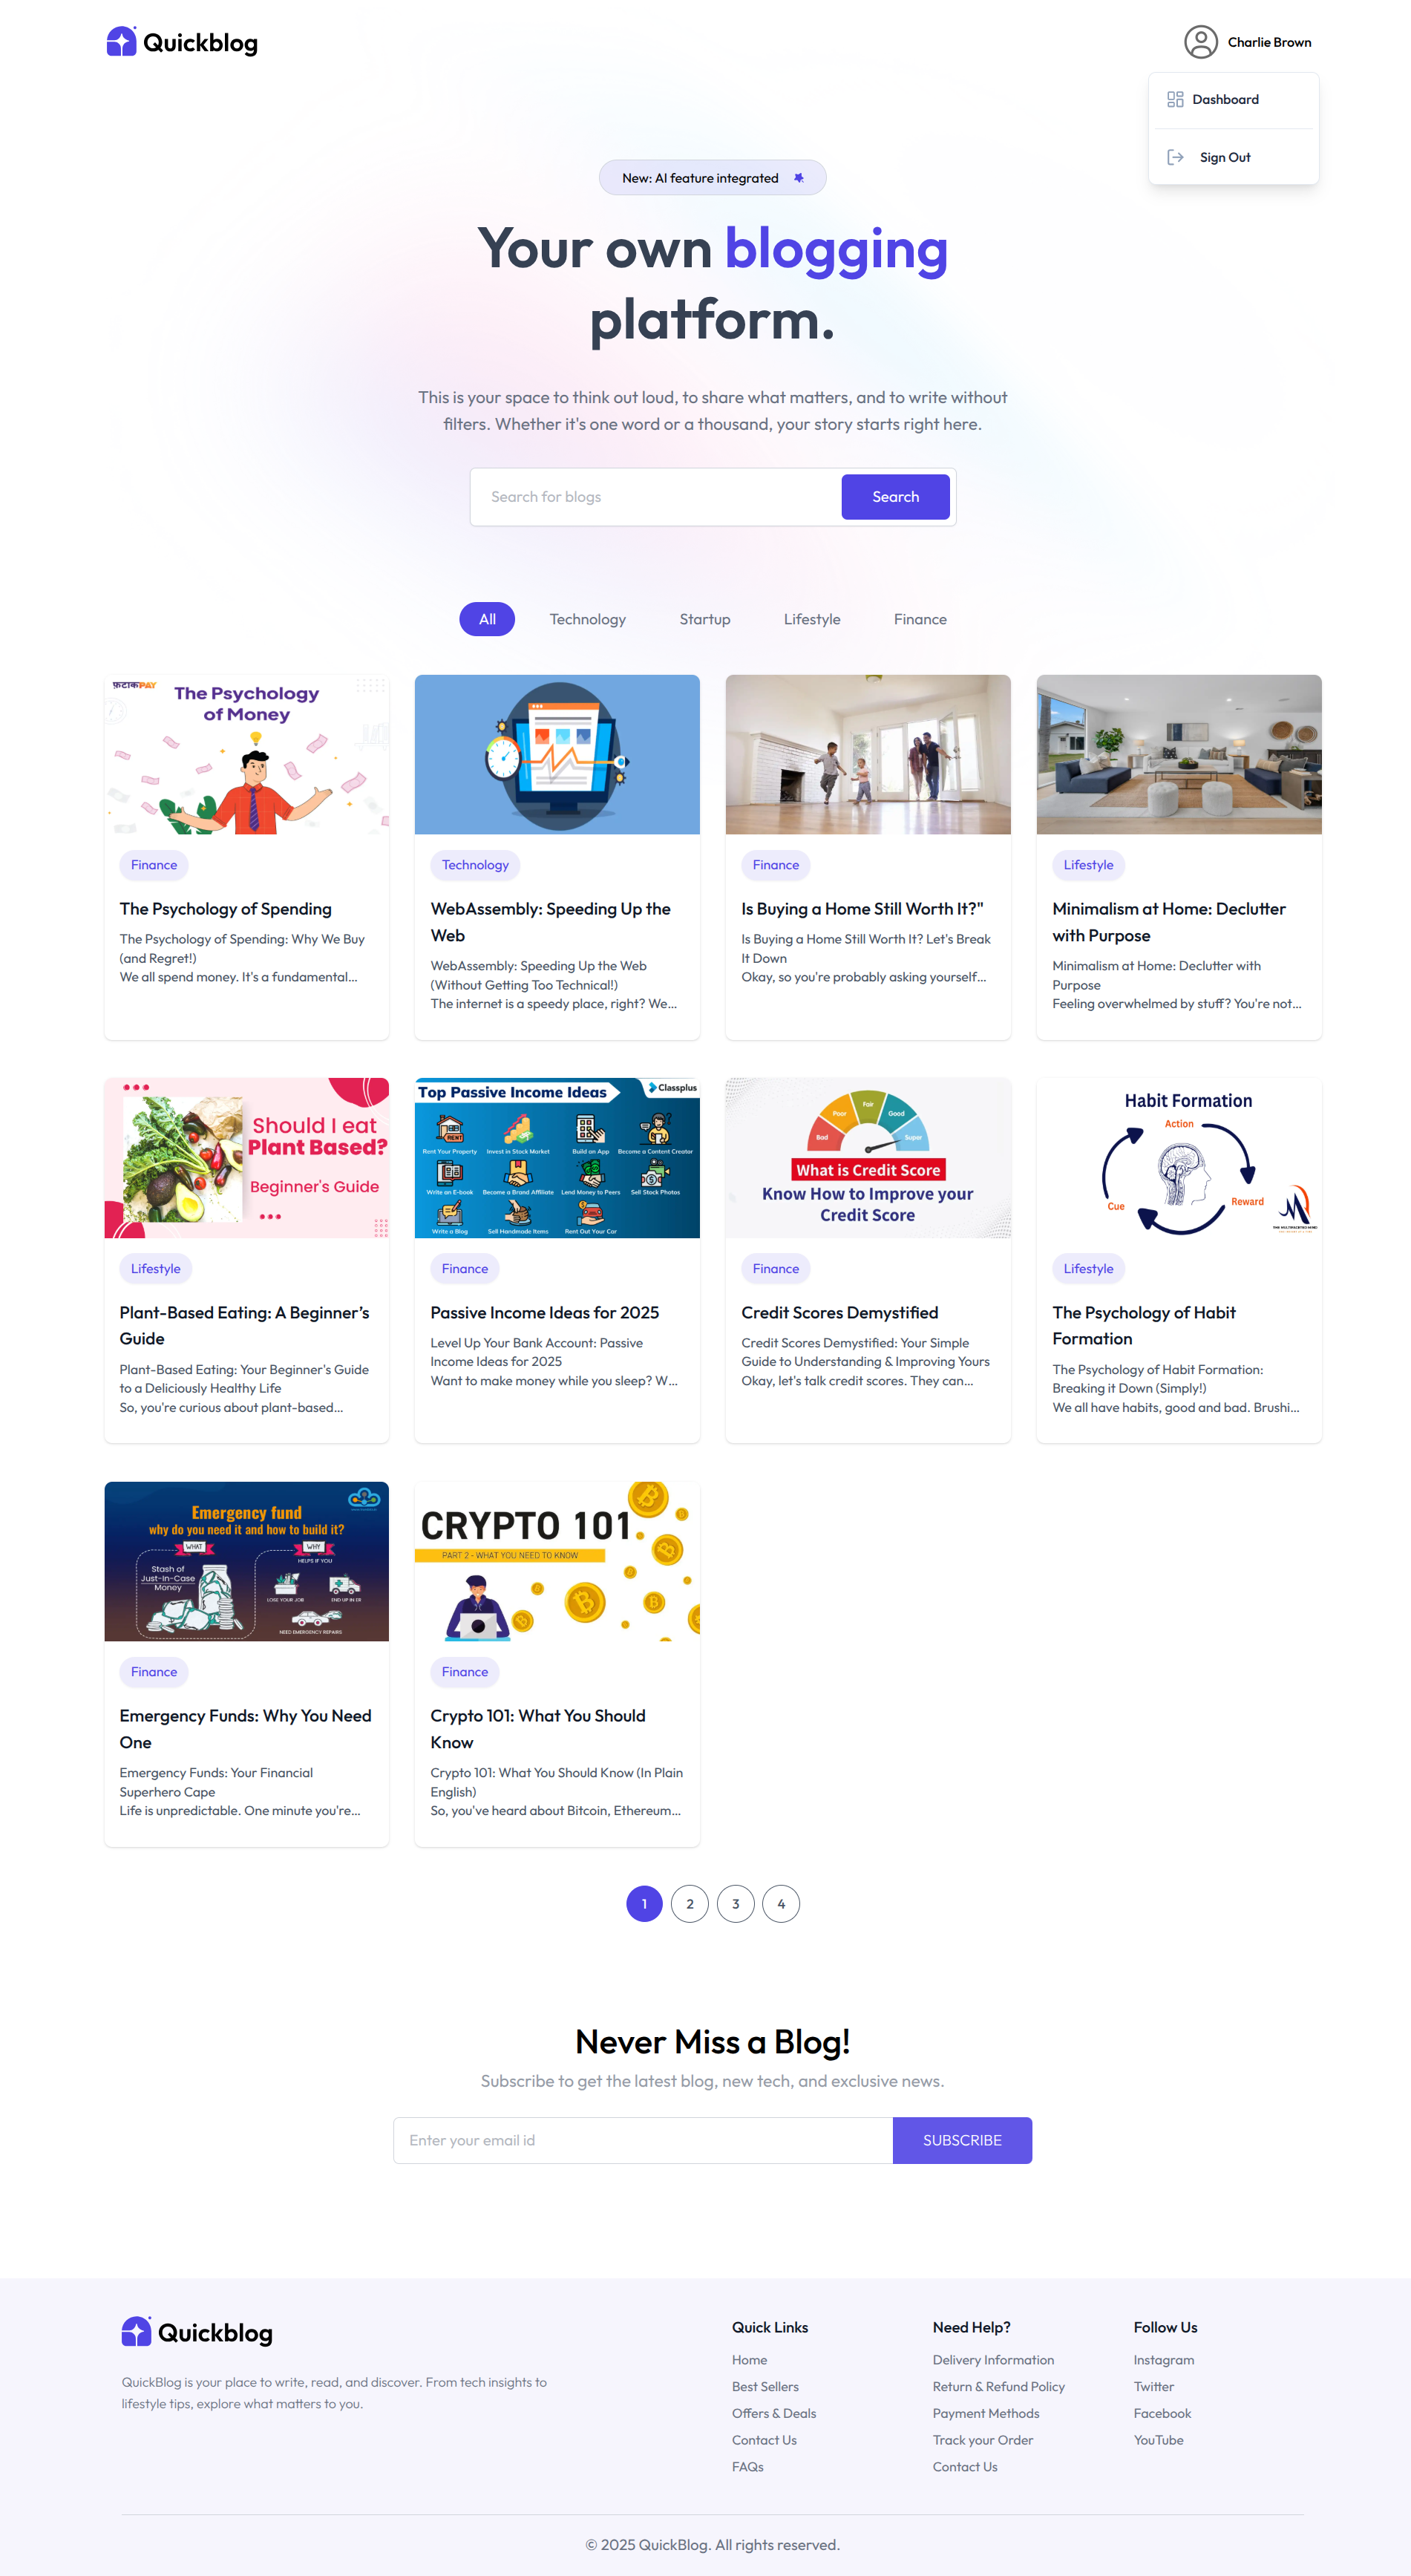 Quickblog
Charlie Brown
Dashboard
Sign Out
New: AI feature integrated
Your own blogging
platform.
This is your space to think out loud, to share what matters, and to write without
filters. Whether it's one word or a thousand, your story starts right here.
Search for blogs
Search
All
Technology
Startup
Lifestyle
Finance
फ़टाकPAY
The Psychology
of Money
Finance
The Psychology of Spending
The Psychology of Spending: Why We Buy
(and Regret!)
We all spend money. It's a fundamental...
Technology
WebAssembly: Speeding Up the
Web
WebAssembly: Speeding Up the Web
(Without Getting Too Technical!)
The internet is a speedy place, right? We...
Finance
Is Buying a Home Still Worth It?"
Is Buying a Home Still Worth It? Let's Break
It Down
Okay, so you're probably asking yourself...
Lifestyle
Minimalism at Home: Declutter
with Purpose
Minimalism at Home: Declutter with
Purpose
Feeling overwhelmed by stuff? You're not...
Should I eat
Plant Based?
Beginner's Guide
Lifestyle
Plant-Based Eating: A Beginner’s
Guide
Plant-Based Eating: Your Beginner's Guide
to a Deliciously Healthy Life
So, you're curious about plant-based...
Top Passive Income Ideas
Classplus
RENT
Rent Your Property
Invest in Stock Market
Build an App
Become a Content Creator
Write an E-book
Become a Brand Affiliate
Lend Money to Peers
Sell Stock Photos
Write a Blog
Sell Handmade Items
Rent Out Your Car
Finance
Passive Income Ideas for 2025
Level Up Your Bank Account: Passive
Income Ideas for 2025
Want to make money while you sleep? W...
Bad
Poor
Fair
Good
Super
What is Credit Score
Know How to Improve your
Credit Score
Finance
Credit Scores Demystified
Credit Scores Demystified: Your Simple
Guide to Understanding & Improving Yours
Okay, let's talk credit scores. They can...
Habit Formation
Action
Cue
Reward
THE MULTIFACETED MIND
Lifestyle
The Psychology of Habit
Formation
The Psychology of Habit Formation:
Breaking it Down (Simply!)
We all have habits, good and bad. Brushi...
Emergency fund
why do you need it and how to build it?
WHAT
Stash of
Just-In-Case
Money
WHY
HELPS IF YOU
LOSE YOUR JOB
END UP IN ER
NEED EMERGENCY REPAIRS
Finance
Emergency Funds: Why You Need
One
Emergency Funds: Your Financial
Superhero Cape
Life is unpredictable. One minute you're...
CRYPTO 101
PART 2 - WHAT YOU NEED TO KNOW
Finance
Crypto 101: What You Should
Know
Crypto 101: What You Should Know (In Plain
English)
So, you've heard about Bitcoin, Ethereum...
1
2
3
4
Never Miss a Blog!
Subscribe to get the latest blog, new tech, and exclusive news.
Enter your email id
SUBSCRIBE
Quickblog
QuickBlog is your place to write, read, and discover. From tech insights to
lifestyle tips, explore what matters to you.
Quick Links
Home
Best Sellers
Offers & Deals
Contact Us
FAQs
Need Help?
Delivery Information
Return & Refund Policy
Payment Methods
Track your Order
Contact Us
Follow Us
Instagram
Twitter
Facebook
YouTube
© 2025 QuickBlog. All rights reserved.